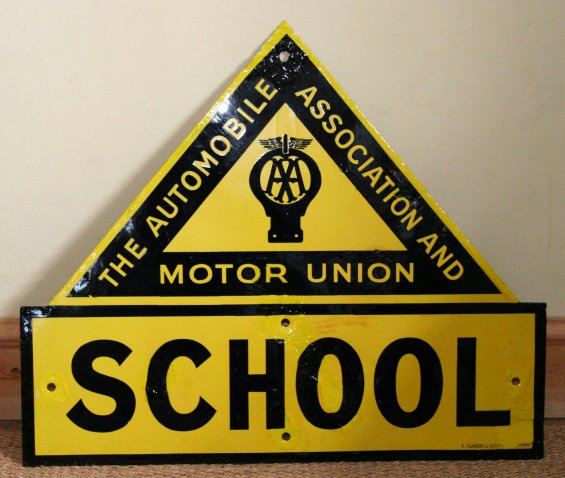 THE AUTOMOBILE
ASSOCIATION AND
MOTOR UNION
AA
SCHOOL